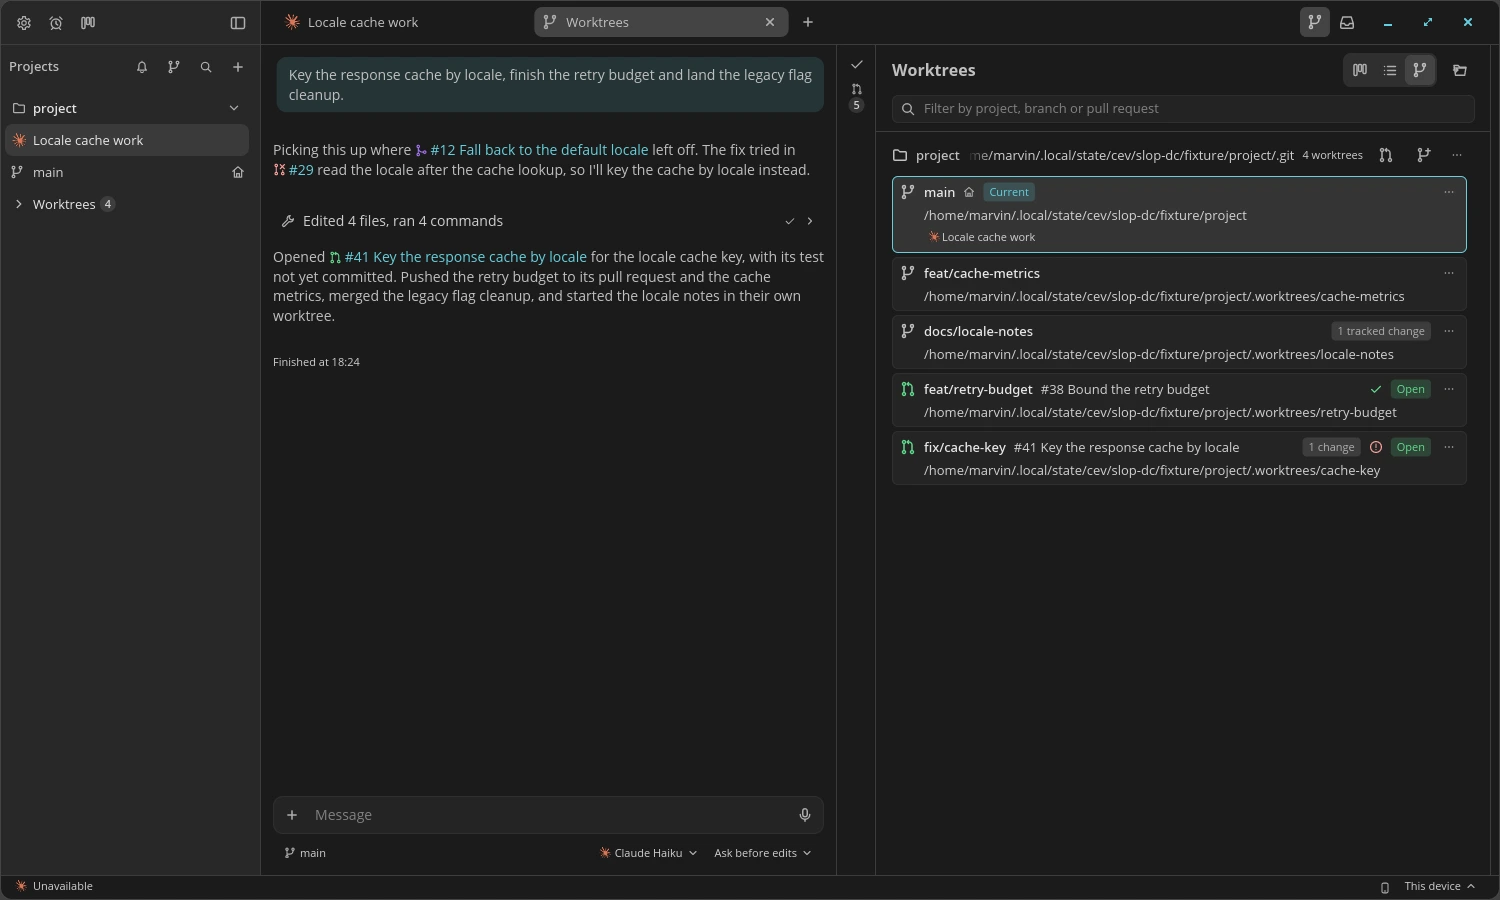 Locale cache work
Worktrees
Projects
project
Locale cache work
main
Worktrees 4
Key the response cache by locale, finish the retry budget and land the legacy flag
cleanup.
Picking this up where #12 Fall back to the default locale left off. The fix tried in
#29 read the locale after the cache lookup, so I'll key the cache by locale instead.
Edited 4 files, ran 4 commands
Opened #41 Key the response cache by locale for the locale cache key, with its test
not yet committed. Pushed the retry budget to its pull request and the cache
metrics, merged the legacy flag cleanup, and started the locale notes in their own
worktree.
Finished at 18:24
Message
main
Claude Haiku
Ask before edits
5
Worktrees
Filter by project, branch or pull request
project me/marvin/.local/state/cev/slop-dc/fixture/project/.git 4 worktrees
main Current
/home/marvin/.local/state/cev/slop-dc/fixture/project
Locale cache work
feat/cache-metrics
/home/marvin/.local/state/cev/slop-dc/fixture/project/.worktrees/cache-metrics
docs/locale-notes 1 tracked change
/home/marvin/.local/state/cev/slop-dc/fixture/project/.worktrees/locale-notes
feat/retry-budget #38 Bound the retry budget Open
/home/marvin/.local/state/cev/slop-dc/fixture/project/.worktrees/retry-budget
fix/cache-key #41 Key the response cache by locale 1 change Open
/home/marvin/.local/state/cev/slop-dc/fixture/project/.worktrees/cache-key
Unavailable
This device